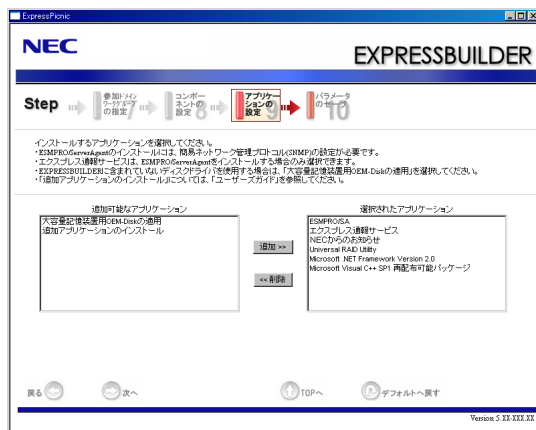 ExpressPicnic
NEC
EXPRESSBUILDER
Step
参加ドメイン
ワークグループ
の指定 7
コンポー
ネントの
設定 8
アプリケー
ションの
設定 9
パラメータ
のセーブ
10
インストールするアプリケーションを選択してください。
・ESMPRO/ServerAgentのインストールには、簡易ネットワーク管理プロトコル(SNMP)の設定が必要です。
・エクスプレス通報サービスは、ESMPRO/ServerAgentをインストールする場合のみ選択できます。
・EXPRESSBUILDERに含まれていないディスクドライバを使用する場合は、「大容量記憶装置用OEM-Diskの適用」を選択してください。
・「追加アプリケーションのインストール」については、「ユーザーズガイド」を参照してください。
追加可能なアプリケーション
大容量記憶装置用OEM-Diskの適用
追加アプリケーションのインストール
追加 >>
<< 削除
選択されたアプリケーション
ESMPRO/SA
エクスプレス通報サービス
NECからのお知らせ
Universal RAID Utility
Microsoft .NET Framework Version 2.0
Microsoft Visual C++ SP1 再配布可能パッケージ
戻る
次へ
TOPへ
デフォルトへ戻す
Version 5.XX-XXX.XX